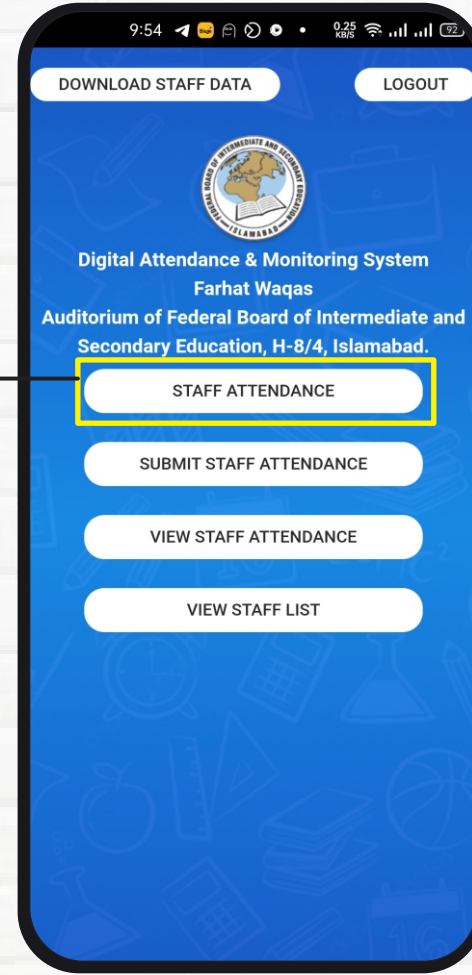 9:54 0.25 KB/S 92
DOWNLOAD STAFF DATA LOGOUT
FEDERAL BOARD OF INTERMEDIATE AND SECONDARY EDUCATION
ISLAMABAD
Digital Attendance & Monitoring System
Farhat Waqas
Auditorium of Federal Board of Intermediate and
Secondary Education, H-8/4, Islamabad.
STAFF ATTENDANCE
SUBMIT STAFF ATTENDANCE
VIEW STAFF ATTENDANCE
VIEW STAFF LIST
16